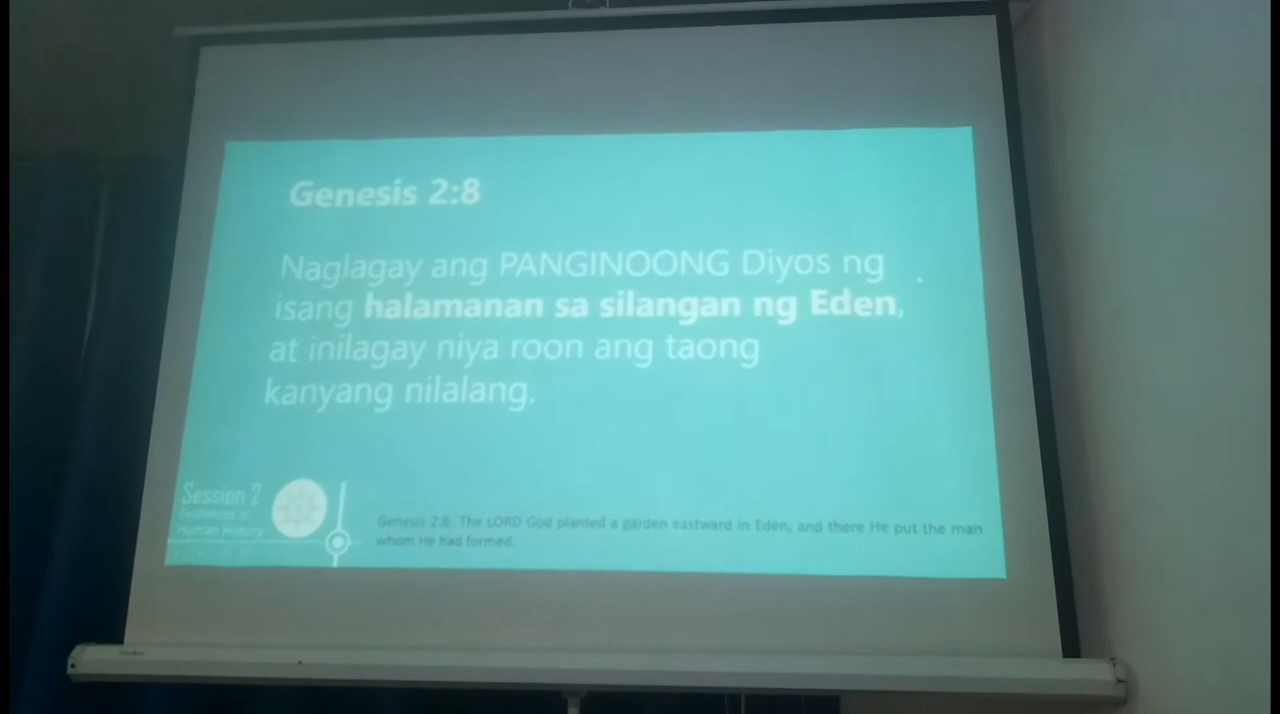 Genesis 2:8
Naglagay ang PANGINOONG Diyos ng
isang halamanan sa silangan ng Eden,
at inilagay niya roon ang taong
kanyang nilalang.
Session 2
Human History
Genesis 2:8 The LORD God planted a garden eastward in Eden, and there He put the man
whom He had formed.